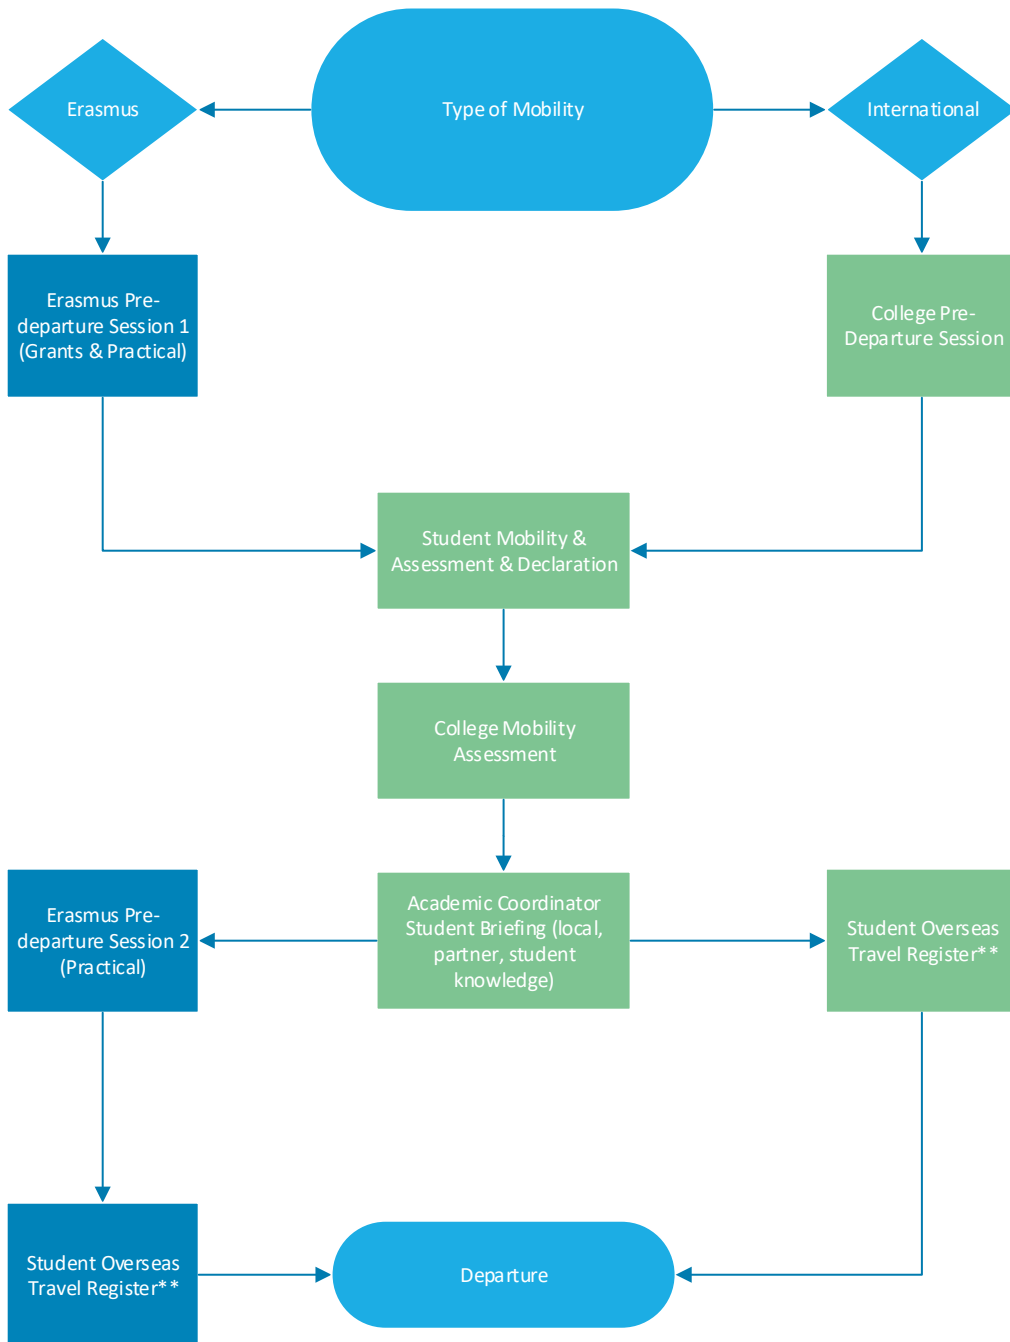 Erasmus
Type of Mobility
International
Erasmus Pre-
departure Session 1
(Grants & Practical)
College Pre-
Departure Session
Student Mobility &
Assessment & Declaration
College Mobility
Assessment
Erasmus Pre-
departure Session 2
(Practical)
Academic Coordinator
Student Briefing (local,
partner, student
knowledge)
Student Overseas
Travel Register**
Student Overseas
Travel Register**
Departure